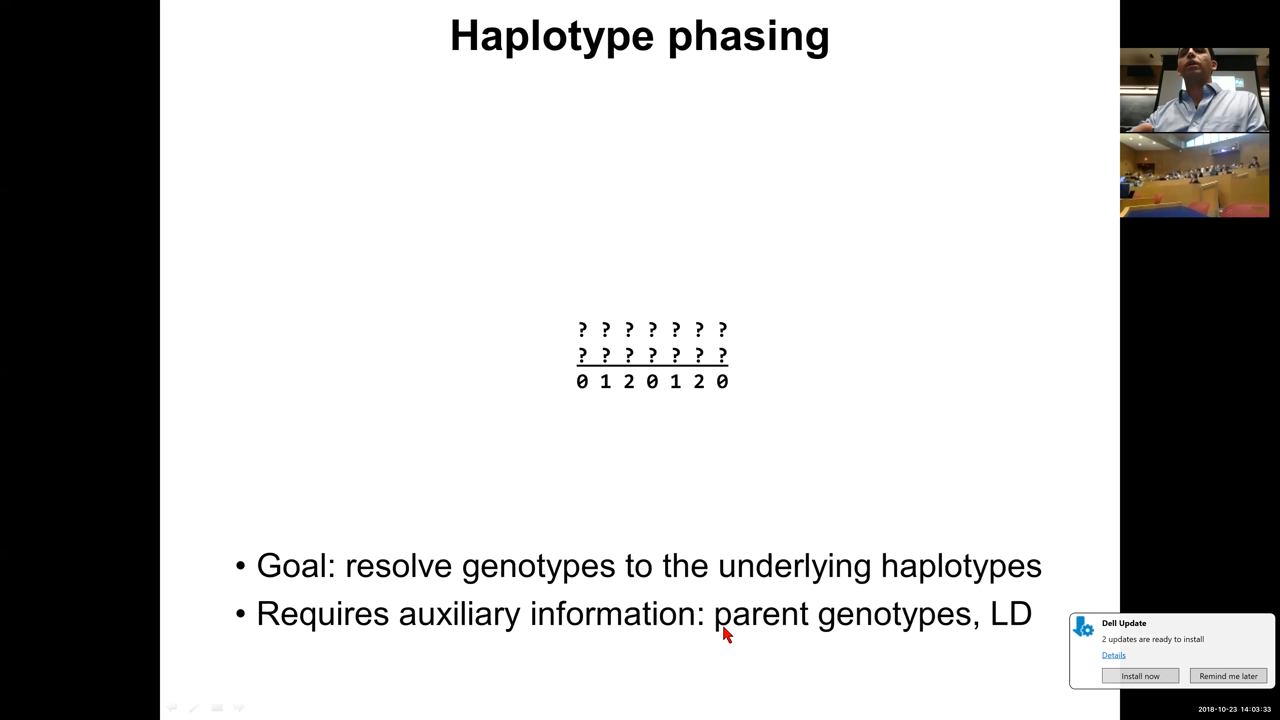 Haplotype phasing
? ? ? ? ? ? ?
? ? ? ? ? ? ?
0 1 2 0 1 2 0
• Goal: resolve genotypes to the underlying haplotypes
• Requires auxiliary information: parent genotypes, LD
Dell Update
2 updates are ready to install
Details
Install now Remind me later
2018-10-23 14:03:33